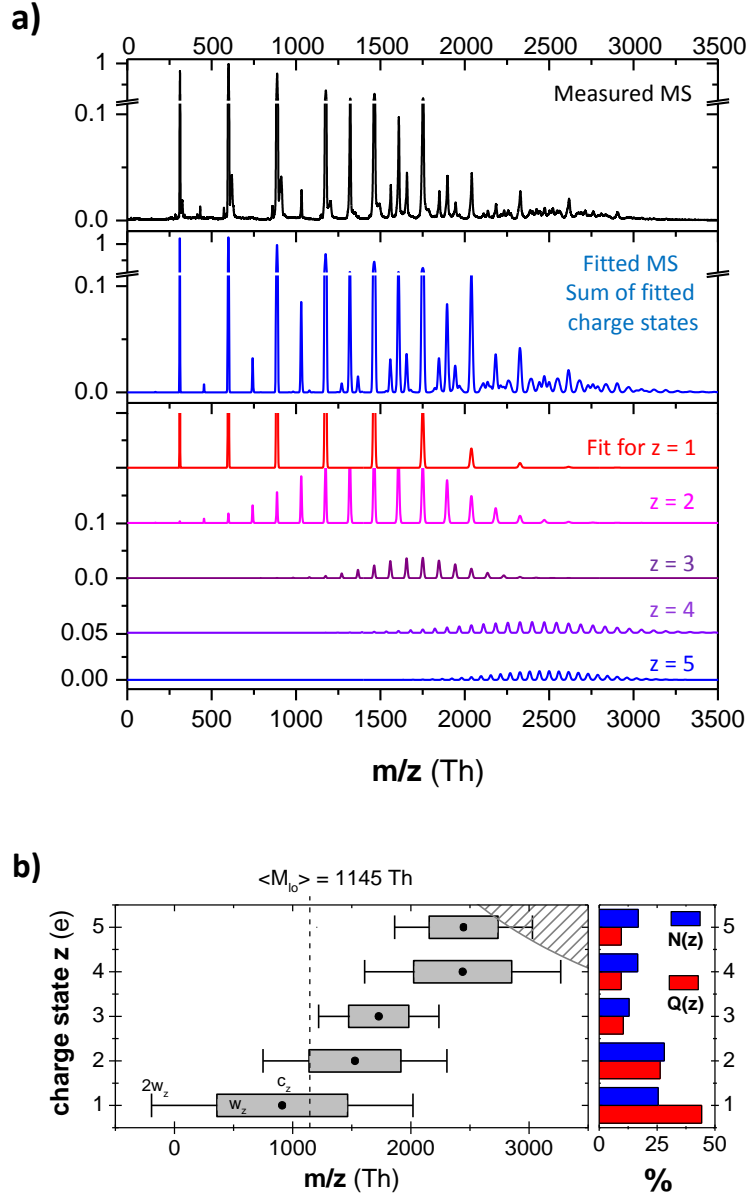 a)
0 500 1000 1500 2000 2500 3000 3500
1
Measured MS
0.1
0.0
1
Fitted MS
Sum of fitted
charge states
0.1
0.0
Fit for z = 1
z = 2
0.1
z = 3
0.0
z = 4
0.05
z = 5
0.00
0 500 1000 1500 2000 2500 3000 3500
m/z (Th)
b)
<M_lo> = 1145 Th
charge state z (e)
5
N(z)
5
4
Q(z)
4
3
3
2
2
2w_z
c_z
w_z
1
1
0 1000 2000 3000
0 25 50
m/z (Th)
%